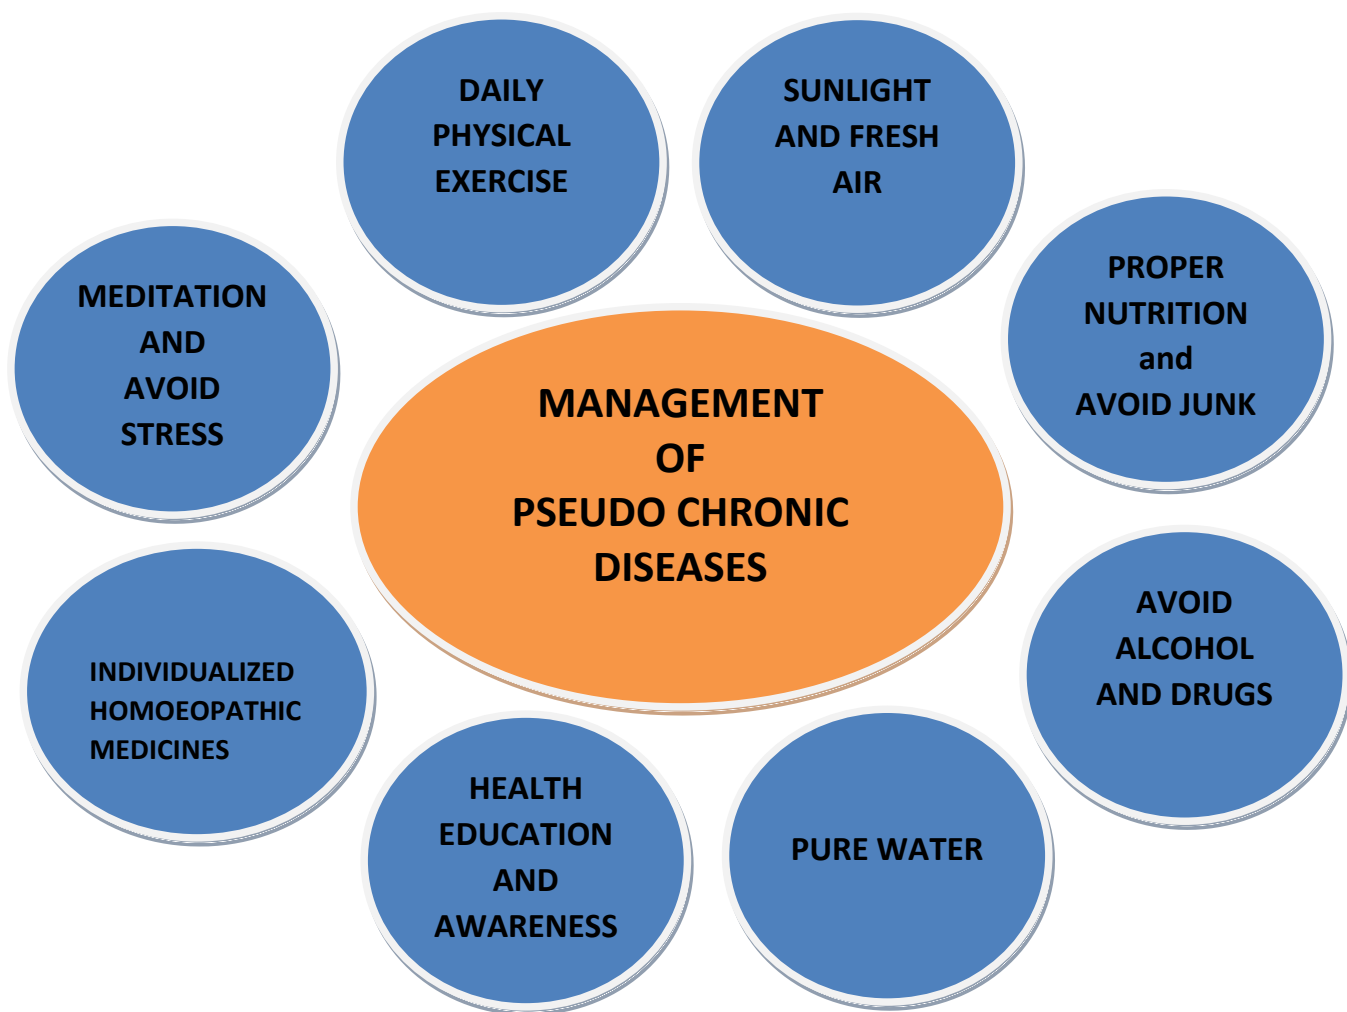 DAILY
PHYSICAL
EXERCISE
SUNLIGHT
AND FRESH
AIR
PROPER
NUTRITION
and
AVOID JUNK
MEDITATION
AND
AVOID
STRESS
MANAGEMENT
OF
PSEUDO CHRONIC
DISEASES
AVOID
ALCOHOL
AND DRUGS
INDIVIDUALIZED
HOMOEOPATHIC
MEDICINES
HEALTH
EDUCATION
AND
AWARENESS
PURE WATER